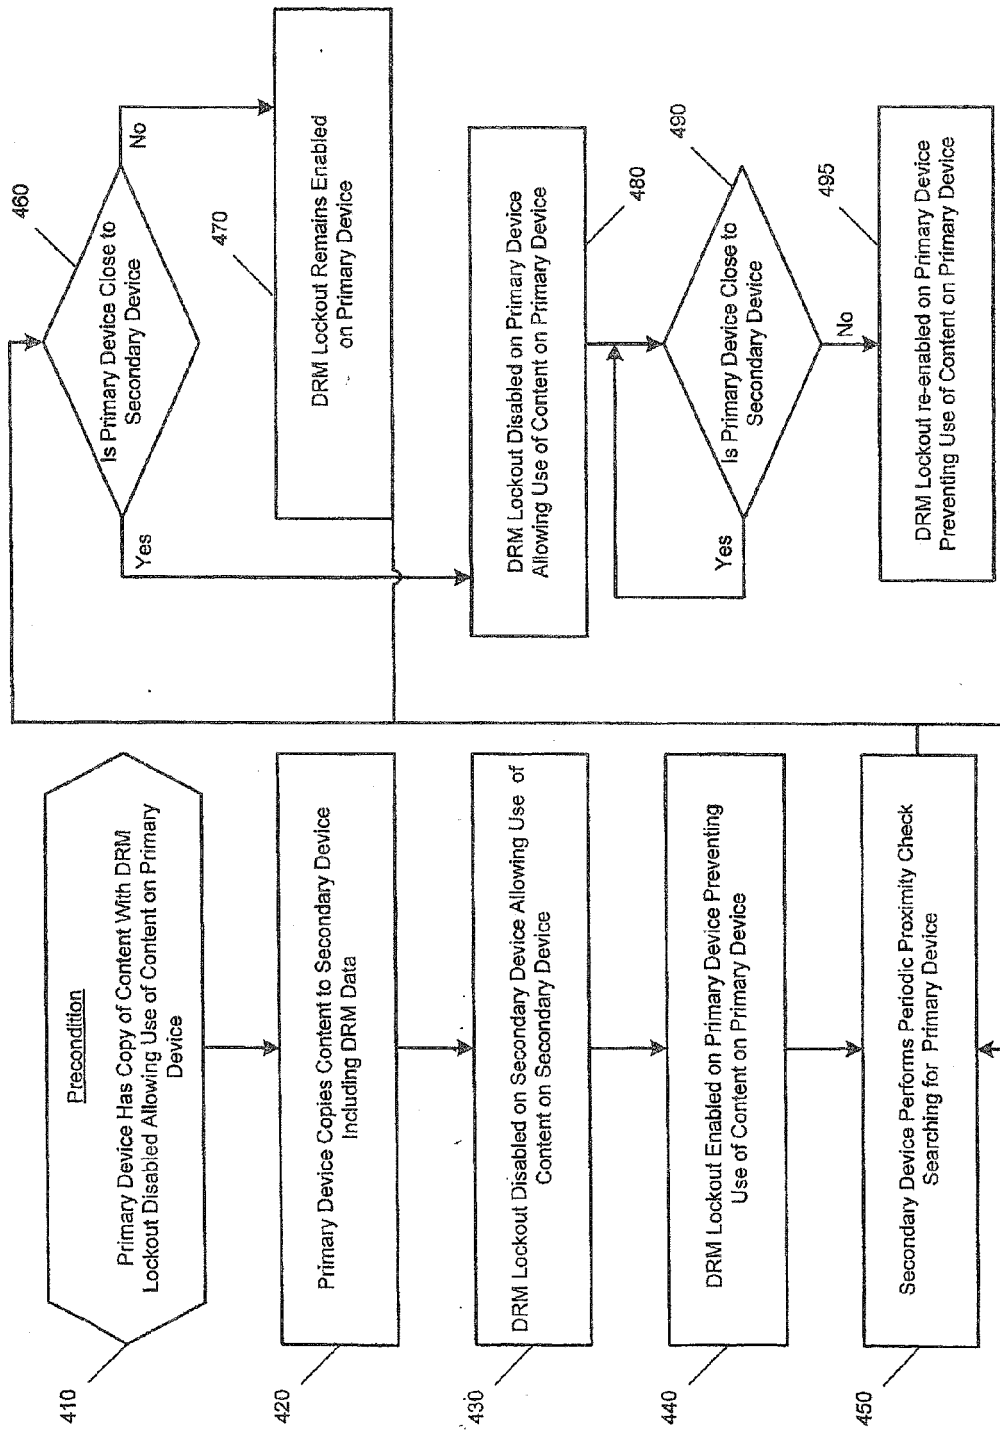 410
Precondition
Primary Device Has Copy of Content With DRM
Lockout Disabled Allowing Use of Content on Primary
Device
420
Primary Device Copies Content to Secondary Device
Including DRM Data
430
DRM Lockout Disabled on Secondary Device Allowing Use of
Content on Secondary Device
440
DRM Lockout Enabled on Primary Device Preventing
Use of Content on Primary Device
450
Secondary Device Performs Periodic Proximity Check
Searching for Primary Device
460
Is Primary Device Close to
Secondary Device
Yes
No
470
DRM Lockout Remains Enabled
on Primary Device
DRM Lockout Disabled on Primary Device
Allowing Use of Content on Primary Device
480
490
Is Primary Device Close to
Secondary Device
Yes
No
495
DRM Lockout re-enabled on Primary Device
Preventing Use of Content on Primary Device